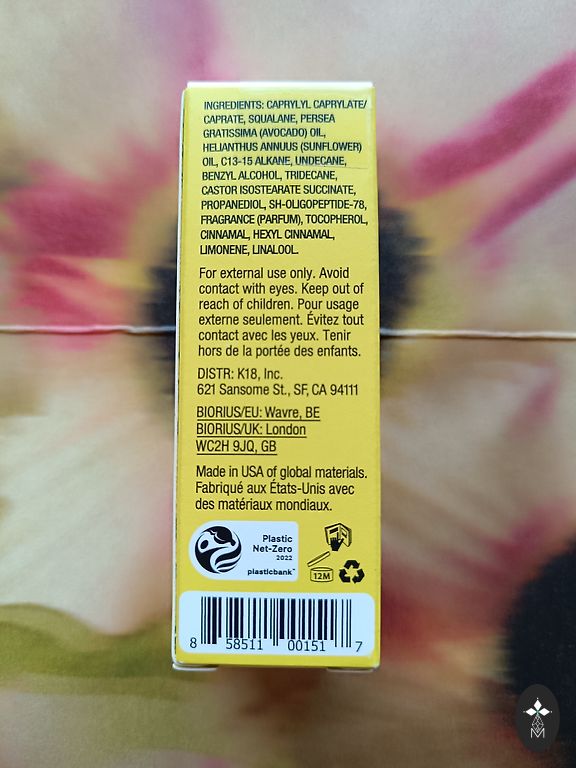 INGREDIENTS: CAPRYLYL CAPRYLATE/
CAPRATE, SQUALANE, PERSEA
GRATISSIMA (AVOCADO) OIL,
HELIANTHUS ANNUUS (SUNFLOWER)
OIL, C13-15 ALKANE, UNDECANE,
BENZYL ALCOHOL, TRIDECANE,
CASTOR ISOSTEARATE SUCCINATE,
PROPANEDIOL, SH-OLIGOPEPTIDE-78,
FRAGRANCE (PARFUM), TOCOPHEROL,
CINNAMAL, HEXYL CINNAMAL,
LIMONENE, LINALOOL.
For external use only. Avoid
contact with eyes. Keep out of
reach of children. Pour usage
externe seulement. Évitez tout
contact avec les yeux. Tenir
hors de la portée des enfants.
DISTR: K18, Inc.
621 Sansome St., SF, CA 94111
BIORIUS/EU: Wavre, BE
BIORIUS/UK: London
WC2H 9JQ, GB
Made in USA of global materials.
Fabriqué aux États-Unis avec
des matériaux mondiaux.
Plastic
Net-Zero
2022
plasticbank™
12M
8 58511 00151 7
M